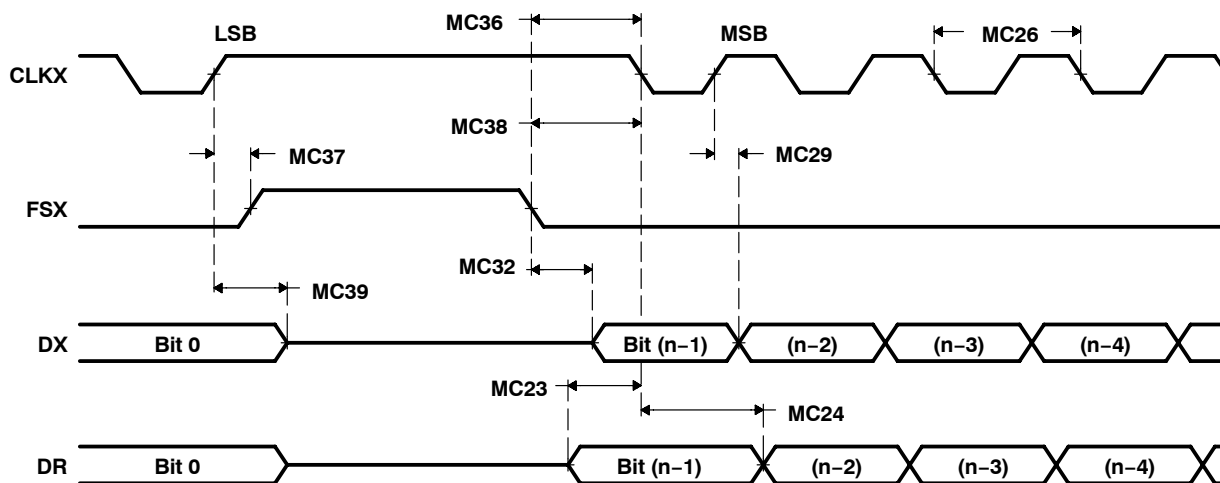 MC36
LSB
MSB
MC26
CLKX
MC38
MC37
MC29
FSX
MC32
MC39
DX
Bit 0
Bit (n−1)
(n−2)
(n−3)
(n−4)
MC23
MC24
DR
Bit 0
Bit (n−1)
(n−2)
(n−3)
(n−4)